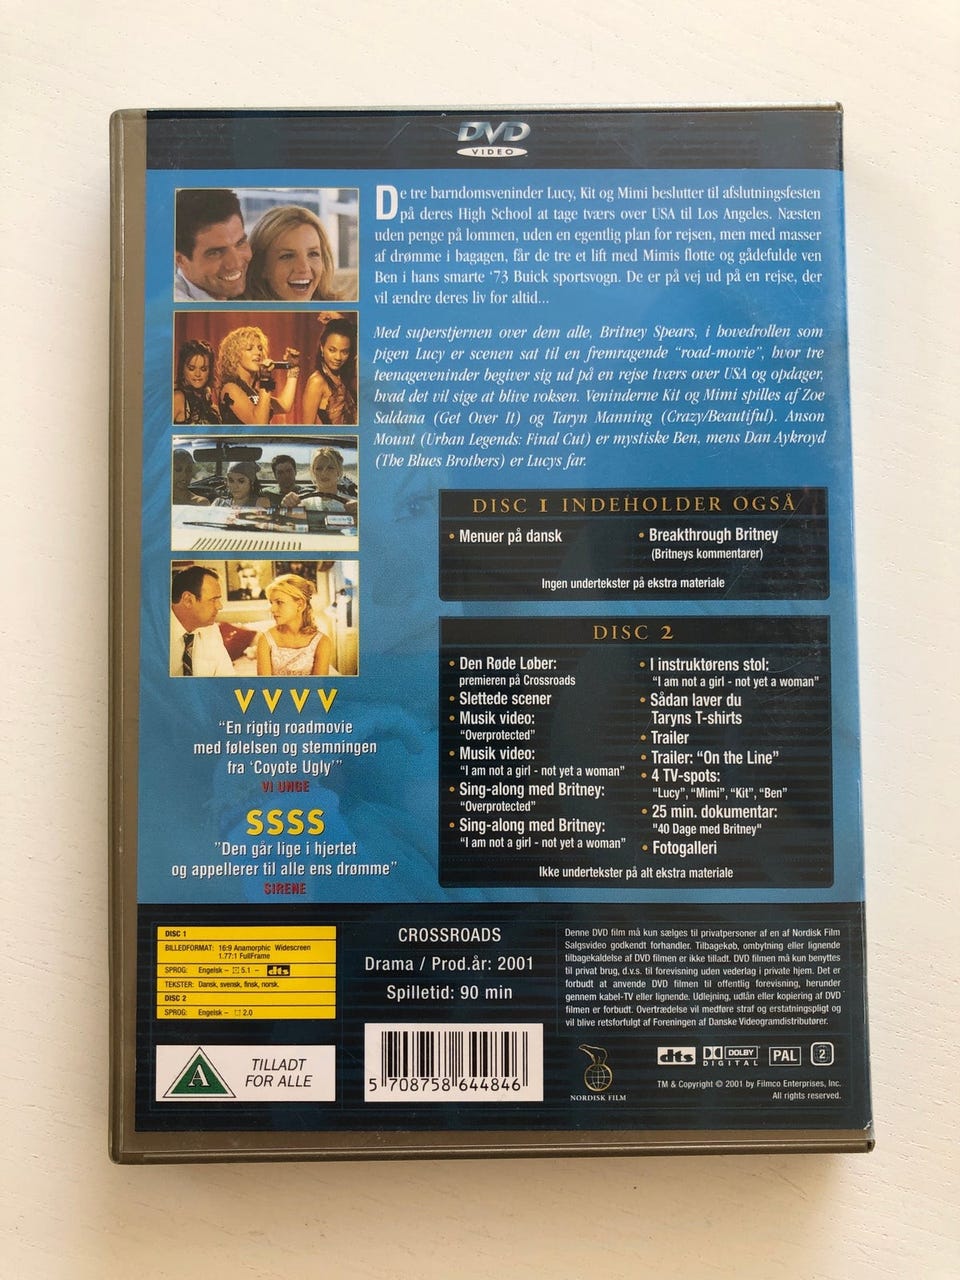 DVD
VIDEO
De tre barndomsveninder Lucy, Kit og Mimi beslutter til afslutningsfesten
på deres High School at tage tværs over USA til Los Angeles. Næsten
uden penge på lommen, uden en egentlig plan for rejsen, men med masser
af drømme i bagagen, får de tre et lift med Mimis flotte og gådefulde ven
Ben i hans smarte ‘73 Buick sportsvogn. De er på vej ud på en rejse, der
vil ændre deres liv for altid...
Med superstjernen over dem alle, Britney Spears, i hovedrollen som
pigen Lucy er scenen sat til en fremragende “road-movie”, hvor tre
teenageveninder begiver sig ud på en rejse tværs over USA og opdager,
hvad det vil sige at blive voksen. Veninderne Kit og Mimi spilles af Zoe
Saldana (Get Over It) og Taryn Manning (Crazy/Beautiful). Anson
Mount (Urban Legends: Final Cut) er mystiske Ben, mens Dan Aykroyd
(The Blues Brothers) er Lucys far.
DISC 1 INDEHOLDER OGSÅ
• Menuer på dansk
• Breakthrough Britney
(Britneys kommentarer)
Ingen undertekster på ekstra materiale
DISC 2
• Den Røde Løber:
premieren på Crossroads
• Slettede scener
• Musik video:
“Overprotected”
• Musik video:
“I am not a girl - not yet a woman”
• Sing-along med Britney:
“Overprotected”
• Sing-along med Britney:
“I am not a girl - not yet a woman”
• I instruktørens stol:
“I am not a girl - not yet a woman”
• Sådan laver du
Taryns T-shirts
• Trailer
• Trailer: “On the Line”
• 4 TV-spots:
“Lucy”, “Mimi”, “Kit”, “Ben”
• 25 min. dokumentar:
"40 Dage med Britney"
• Fotogalleri
Ikke undertekster på alt ekstra materiale
VVVV
“En rigtig roadmovie
med følelsen og stemningen
fra ‘Coyote Ugly’”
VI UNGE
SSSS
”Den går lige i hjertet
og appellerer til alle ens drømme”
SIRENE
DISC 1
BILLEDFORMAT: 16:9 Anamorphic Widescreen
1.77:1 FullFrame
SPROG: Engelsk – 5.1 – dts
TEKSTER: Dansk, svensk, finsk, norsk.
DISC 2
SPROG: Engelsk – 2.0
A
TILLADT
FOR ALLE
CROSSROADS
Drama / Prod.år: 2001
Spilletid: 90 min
5 708758 644846
Denne DVD film må kun sælges til privatpersoner af en af Nordisk Film
Salgsvideo godkendt forhandler. Tilbagekøb, ombytning eller lignende
tilbagekaldelse af DVD filmen er ikke tilladt. DVD filmen må kun benyttes
til privat brug, d.v.s. til forevisning uden vederlag i private hjem. Det er
forbudt at anvende DVD filmen til offentlig forevisning, herunder
gennem kabel-TV eller lignende. Udlejning, udlån eller kopiering af DVD
filmen er forbudt. Overtrædelse vil medføre straf og erstatningspligt og
vil blive retsforfulgt af Foreningen af Danske Videogramdistributører.
NORDISK FILM
dts
DOLBY
DIGITAL
PAL
2
TM & Copyright © 2001 by Filmco Enterprises, Inc.
All rights reserved.